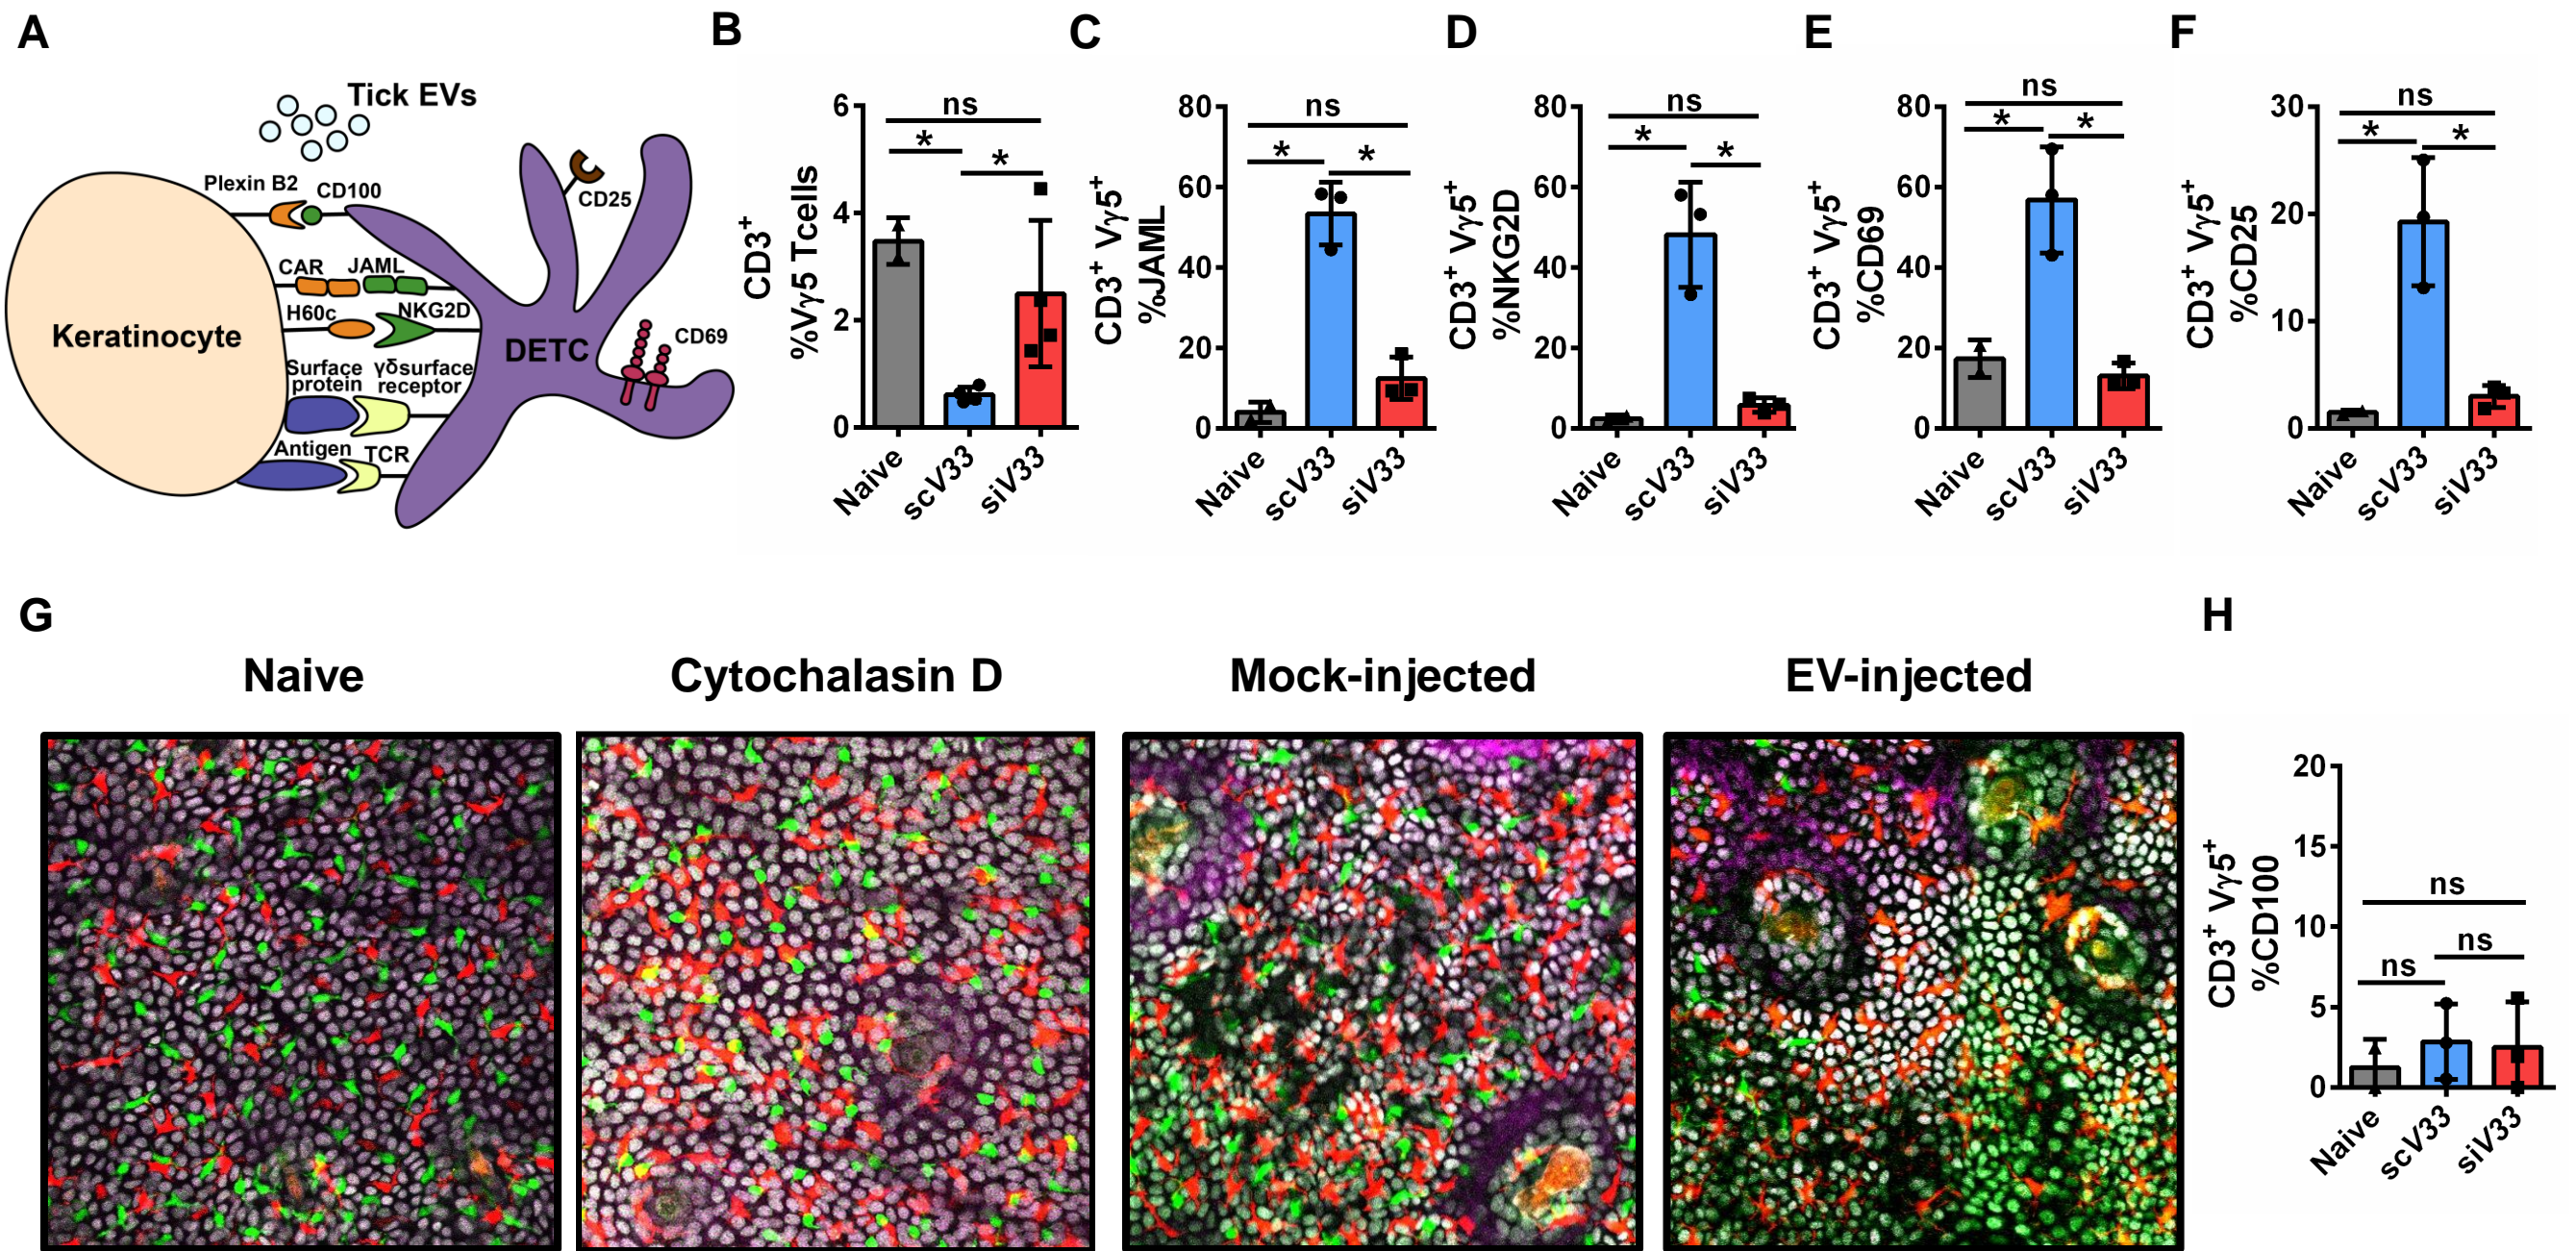 A
Tick EVs
Plexin B2
CD100
CD25
CAR
JAML
H60c
NKG2D
Keratinocyte
DETC
CD69
Surface
protein
γδsurface
receptor
Antigen
TCR
B
CD3+
%Vγ5 Tcells
6
4
2
0
ns
*
*
Naive
scV33
siV33
C
CD3+ Vγ5+
%JAML
80
60
40
20
0
ns
*
*
Naive
scV33
siV33
D
CD3+ Vγ5+
%NKG2D
80
60
40
20
0
ns
*
*
Naive
scV33
siV33
E
CD3+ Vγ5+
%CD69
80
60
40
20
0
ns
*
*
Naive
scV33
siV33
F
CD3+ Vγ5+
%CD25
30
20
10
0
ns
*
*
Naive
scV33
siV33
G
Naive
Cytochalasin D
Mock-injected
EV-injected
H
CD3+ Vγ5+
%CD100
20
15
10
5
0
ns
ns
ns
Naive
scV33
siV33